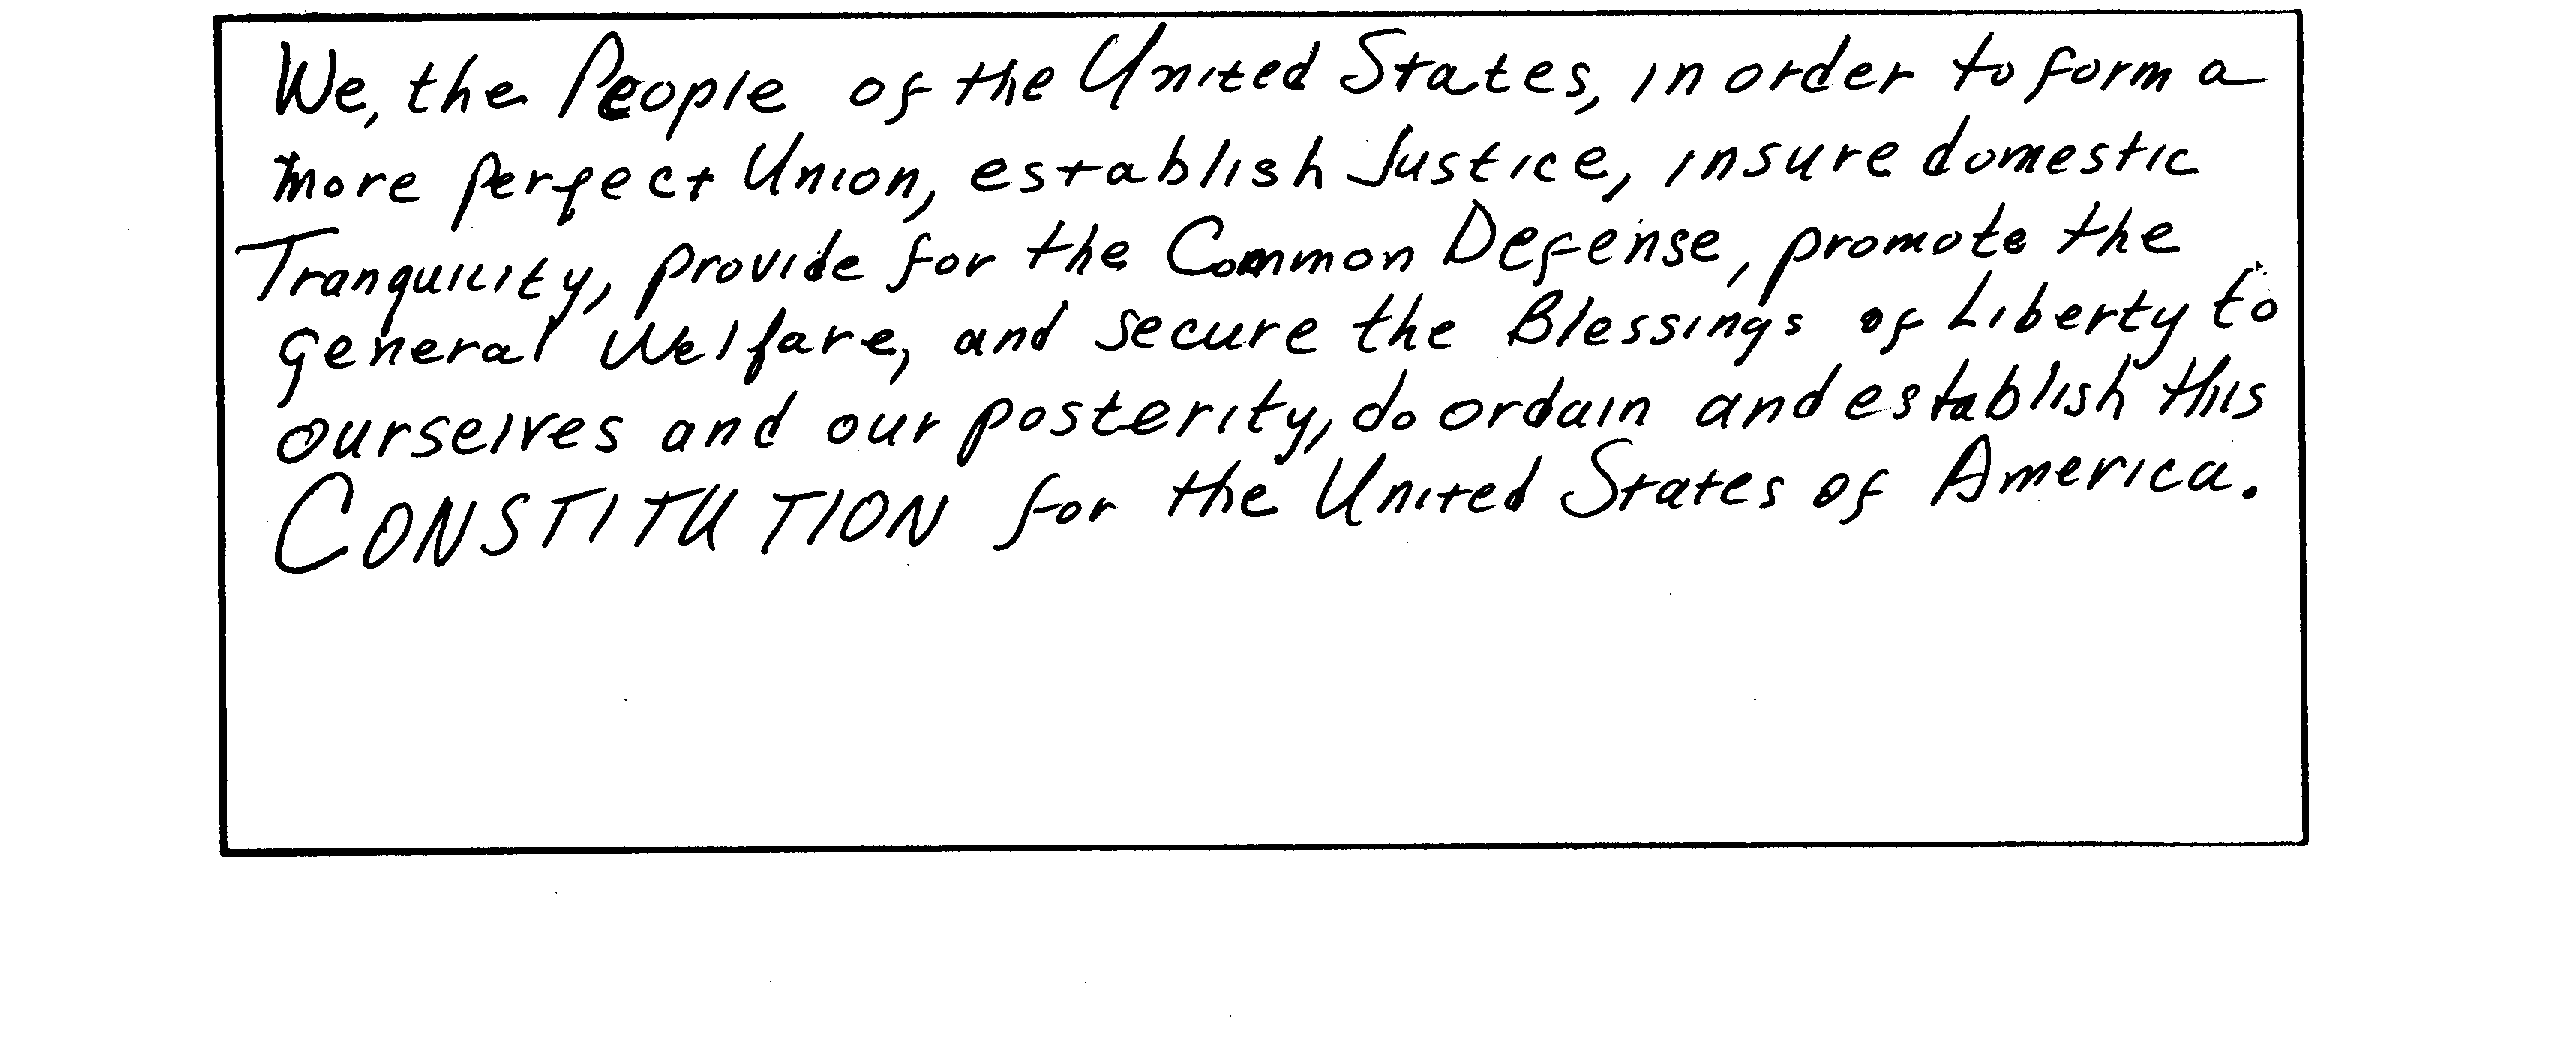 We, the People of the United States, in order to form a
more perfect Union, establish Justice, insure domestic
Tranquility, provide for the Common Defense, promote the
general Welfare, and secure the Blessings of Liberty to
ourselves and our posterity, do ordain and establish this
CONSTITUTION for the United States of America.